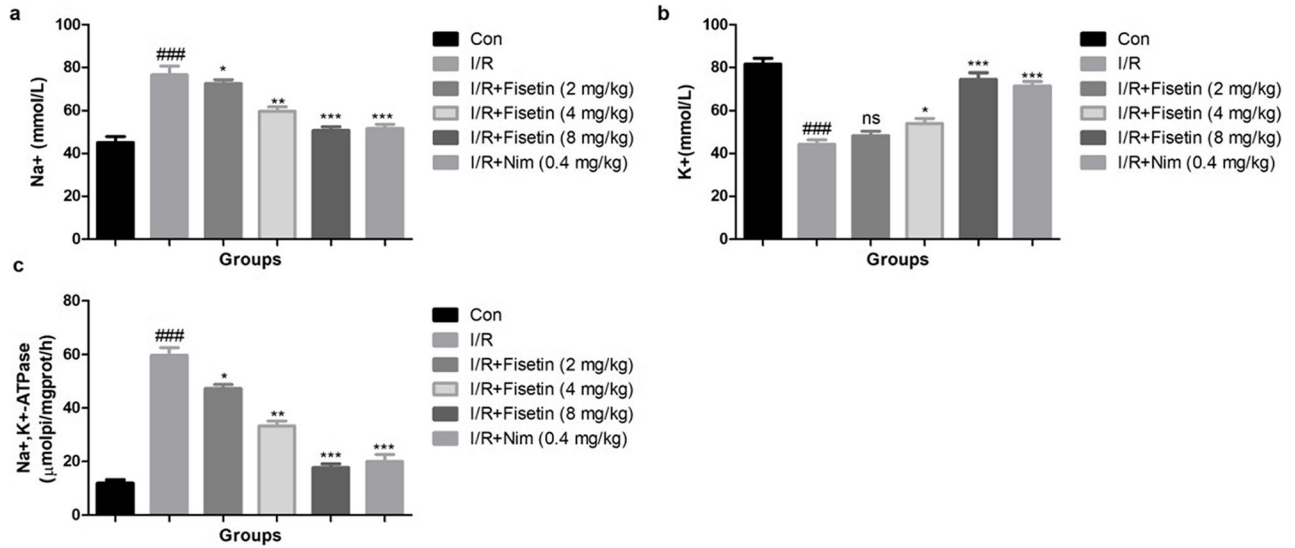 a
100
80
60
40
20
0
Na+ (mmol/L)
###
*
**
***
***
Groups
Con
I/R
I/R+Fisetin (2 mg/kg)
I/R+Fisetin (4 mg/kg)
I/R+Fisetin (8 mg/kg)
I/R+Nim (0.4 mg/kg)
b
100
80
60
40
20
0
K+(mmol/L)
###
ns
*
***
***
Groups
Con
I/R
I/R+Fisetin (2 mg/kg)
I/R+Fisetin (4 mg/kg)
I/R+Fisetin (8 mg/kg)
I/R+Nim (0.4 mg/kg)
c
80
60
40
20
0
Na+,K+-ATPase
(μmolpi/mgprot/h)
###
*
**
***
***
Groups
Con
I/R
I/R+Fisetin (2 mg/kg)
I/R+Fisetin (4 mg/kg)
I/R+Fisetin (8 mg/kg)
I/R+Nim (0.4 mg/kg)